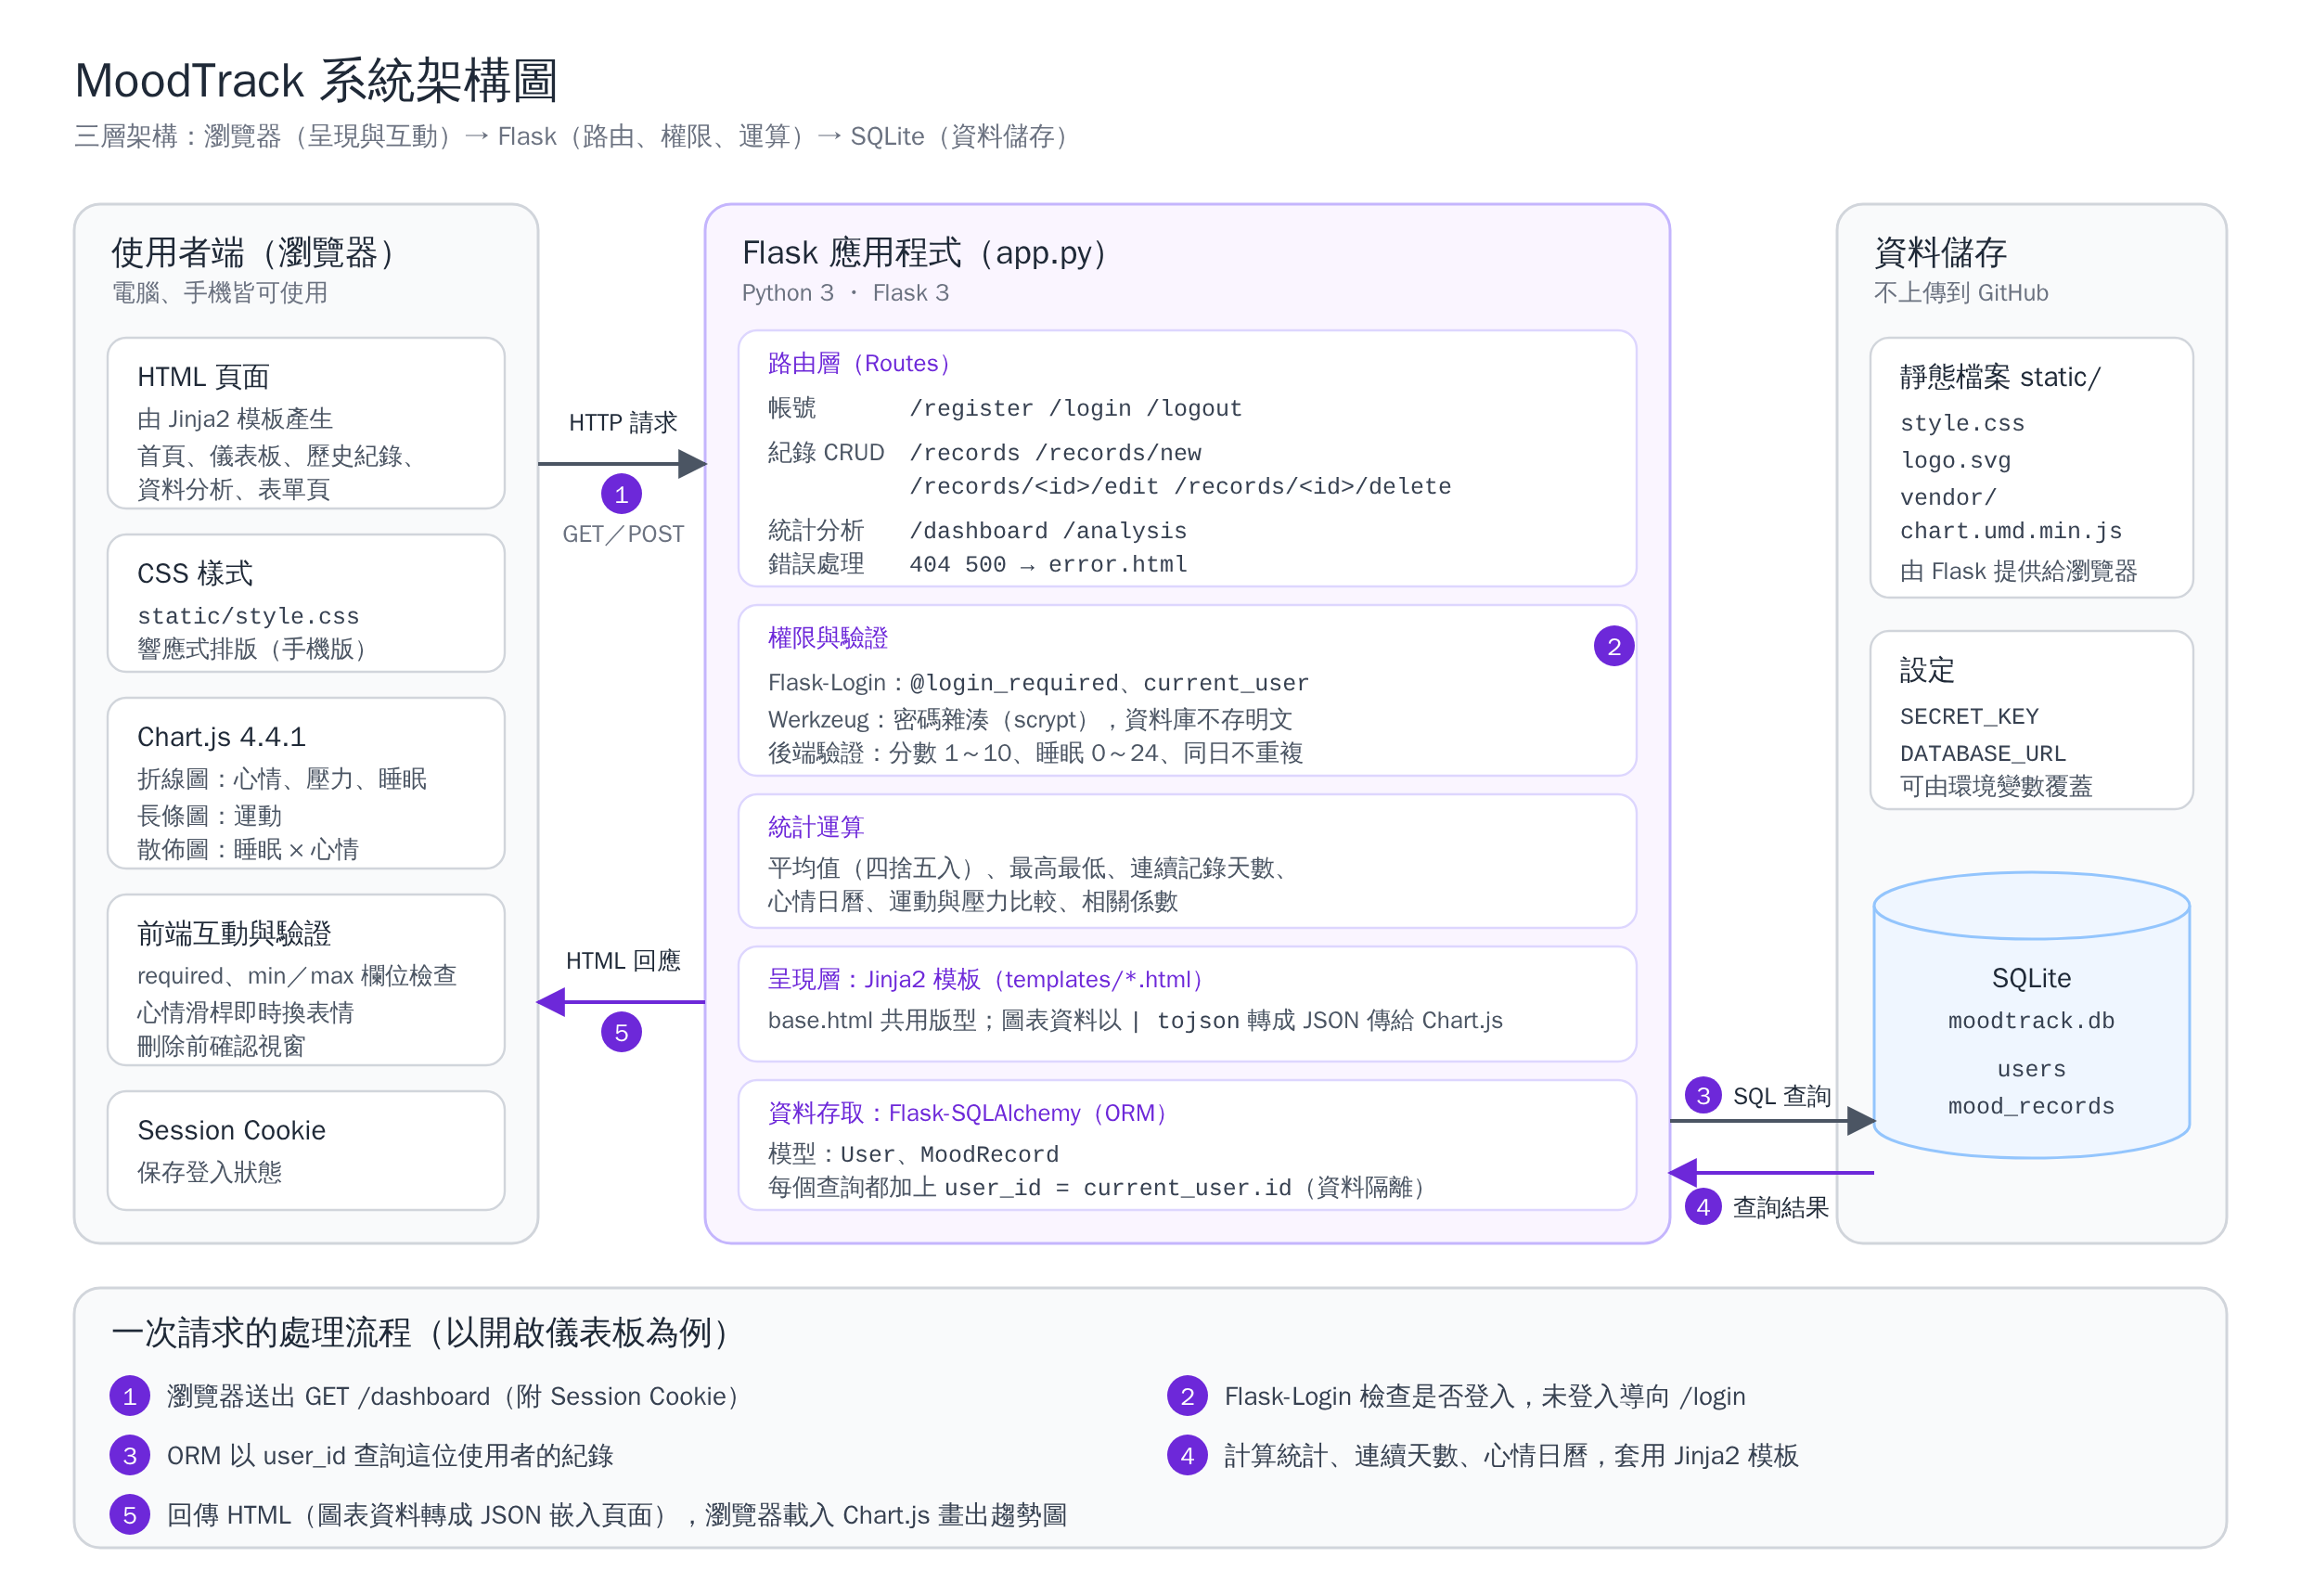 MoodTrack 系統架構圖
三層架構：瀏覽器（呈現與互動）→ Flask（路由、權限、運算）→ SQLite（資料儲存）
使用者端（瀏覽器）
電腦、手機皆可使用
HTML 頁面
由 Jinja2 模板產生
首頁、儀表板、歷史紀錄、
資料分析、表單頁
CSS 樣式
static/style.css
響應式排版（手機版）
Chart.js 4.4.1
折線圖：心情、壓力、睡眠
長條圖：運動
散佈圖：睡眠 × 心情
前端互動與驗證
required、min／max 欄位檢查
心情滑桿即時換表情
刪除前確認視窗
Session Cookie
保存登入狀態
HTTP 請求
1
GET／POST
HTML 回應
5
Flask 應用程式（app.py）
Python 3 ・ Flask 3
路由層（Routes）
帳號 /register /login /logout
紀錄 CRUD /records /records/new
/records/<id>/edit /records/<id>/delete
統計分析 /dashboard /analysis
錯誤處理 404 500 → error.html
權限與驗證
2
Flask-Login：@login_required、current_user
Werkzeug：密碼雜湊（scrypt），資料庫不存明文
後端驗證：分數 1～10、睡眠 0～24、同日不重複
統計運算
平均值（四捨五入）、最高最低、連續記錄天數、
心情日曆、運動與壓力比較、相關係數
呈現層：Jinja2 模板（templates/*.html）
base.html 共用版型；圖表資料以 | tojson 轉成 JSON 傳給 Chart.js
資料存取：Flask-SQLAlchemy（ORM）
模型：User、MoodRecord
每個查詢都加上 user_id = current_user.id（資料隔離）
3 SQL 查詢
4 查詢結果
資料儲存
不上傳到 GitHub
靜態檔案 static/
style.css
logo.svg
vendor/
chart.umd.min.js
由 Flask 提供給瀏覽器
設定
SECRET_KEY
DATABASE_URL
可由環境變數覆蓋
SQLite
moodtrack.db
users
mood_records
一次請求的處理流程（以開啟儀表板為例）
1 瀏覽器送出 GET /dashboard（附 Session Cookie）
2 Flask-Login 檢查是否登入，未登入導向 /login
3 ORM 以 user_id 查詢這位使用者的紀錄
4 計算統計、連續天數、心情日曆，套用 Jinja2 模板
5 回傳 HTML（圖表資料轉成 JSON 嵌入頁面），瀏覽器載入 Chart.js 畫出趨勢圖